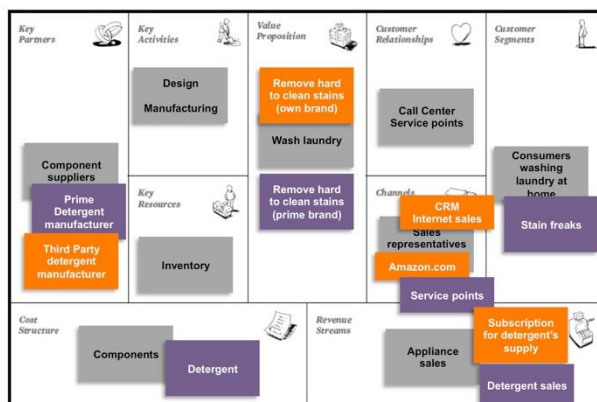 Key
Partners
Component
suppliers
Prime
Detergent
manufacturer
Third Party
detergent
manufacturer
Key
Activities
Design
Manufacturing
Key
Resources
Inventory
Value
Proposition
Remove hard
to clean stains
(own brand)
Wash laundry
Remove hard
to clean stains
(prime brand)
Customer
Relationships
Call Center
Service points
Channels
CRM
Internet sales
Sales
representatives
Amazon.com
Service points
Customer
Segments
Consumers
washing
laundry at
home
Stain freaks
Cost
Structure
Components
Detergent
Revenue
Streams
Appliance
sales
Subscription
for detergent's
supply
Detergent sales